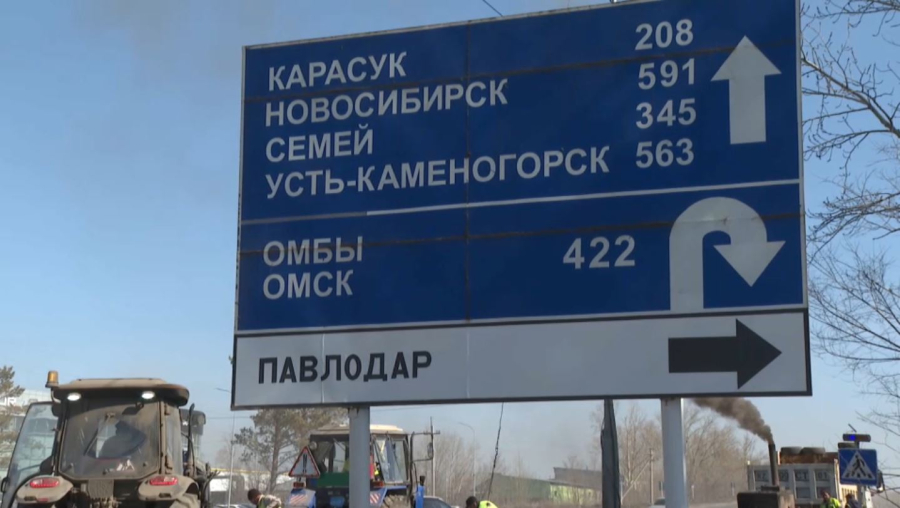 КАРАСУК 208
НОВОСИБИРСК 591
СЕМЕЙ 345
УСТЬ-КАМЕНОГОРСК 563
ОМБЫ
ОМСК 422
ПАВЛОДАР